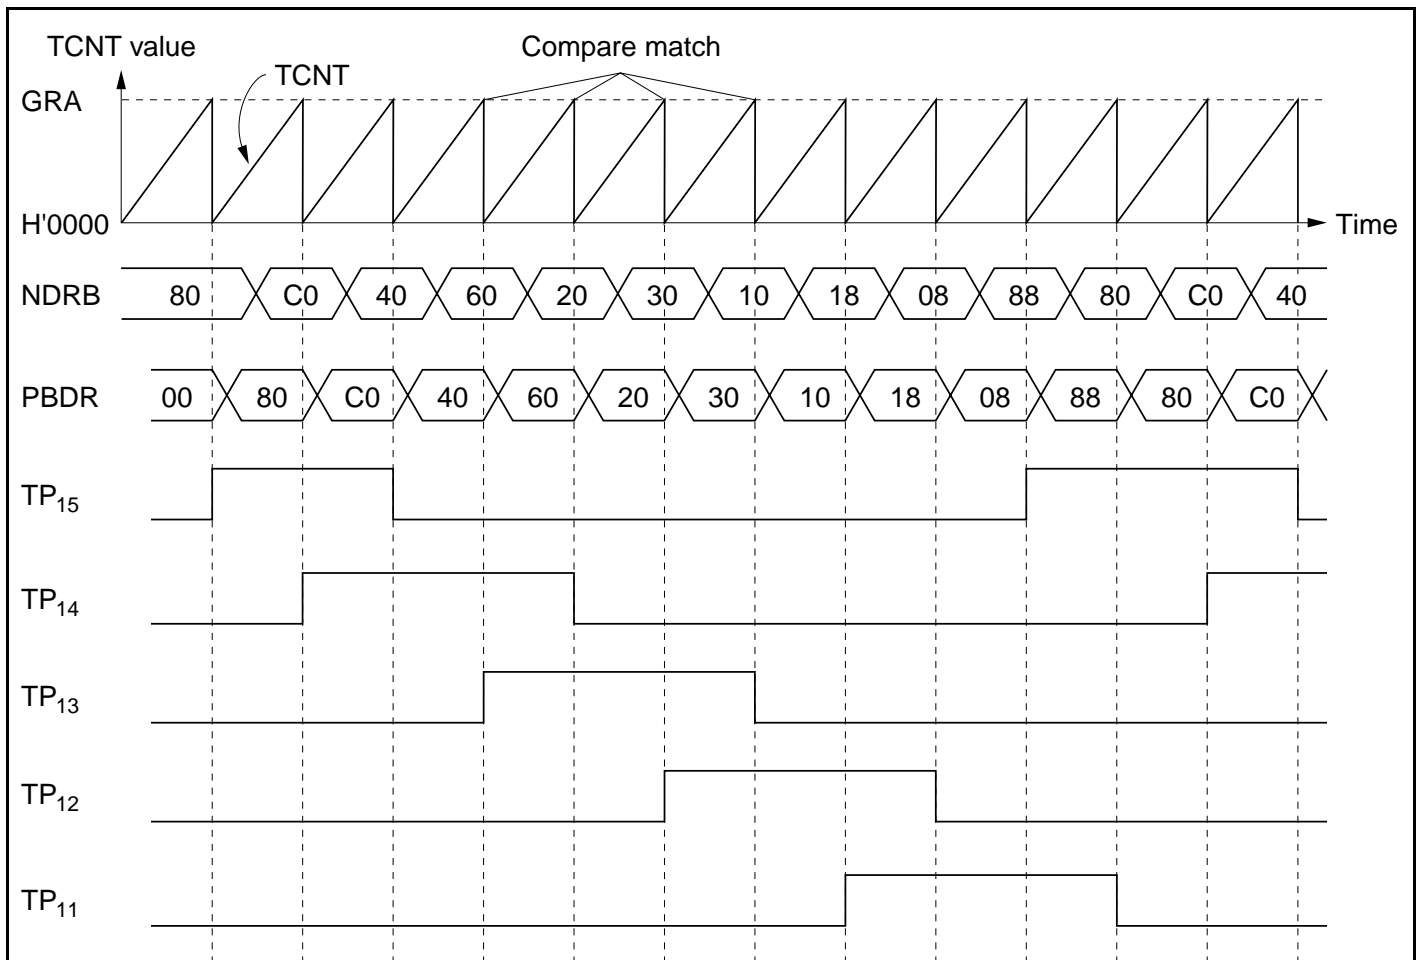 TCNT value
Compare match
TCNT
GRA
H'0000
Time
NDRB 80 C0 40 60 20 30 10 18 08 88 80 C0 40
PBDR 00 80 C0 40 60 20 30 10 18 08 88 80 C0
TP15
TP14
TP13
TP12
TP11